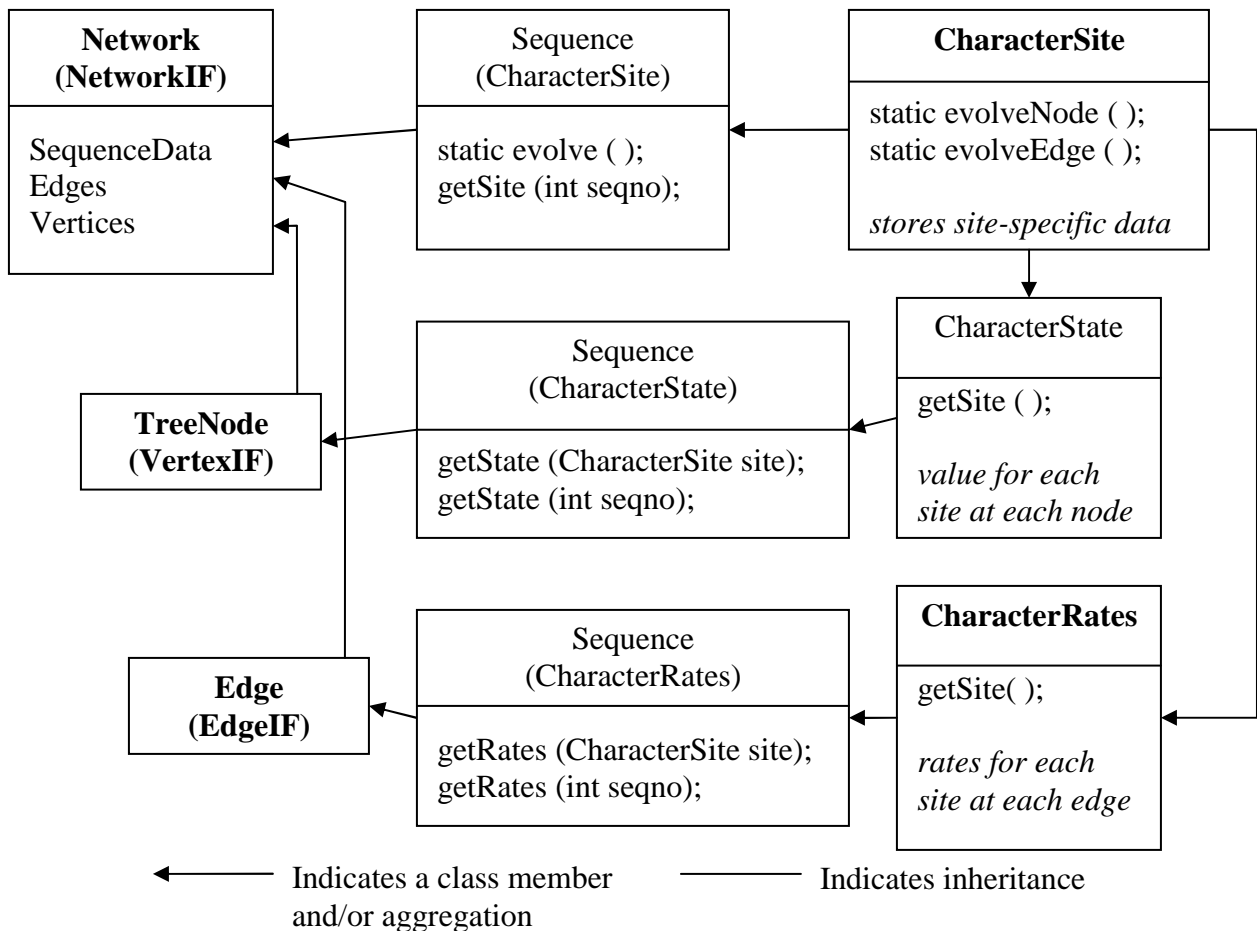 Network
(NetworkIF)
SequenceData
Edges
Vertices
Sequence
(CharacterSite)
static evolve ( );
getSite (int seqno);
CharacterSite
static evolveNode ( );
static evolveEdge ( );
stores site-specific data
TreeNode
(VertexIF)
Sequence
(CharacterState)
getState (CharacterSite site);
getState (int seqno);
CharacterState
getSite ( );
value for each
site at each node
Edge
(EdgeIF)
Sequence
(CharacterRates)
getRates (CharacterSite site);
getRates (int seqno);
CharacterRates
getSite( );
rates for each
site at each edge
Indicates a class member
and/or aggregation
Indicates inheritance